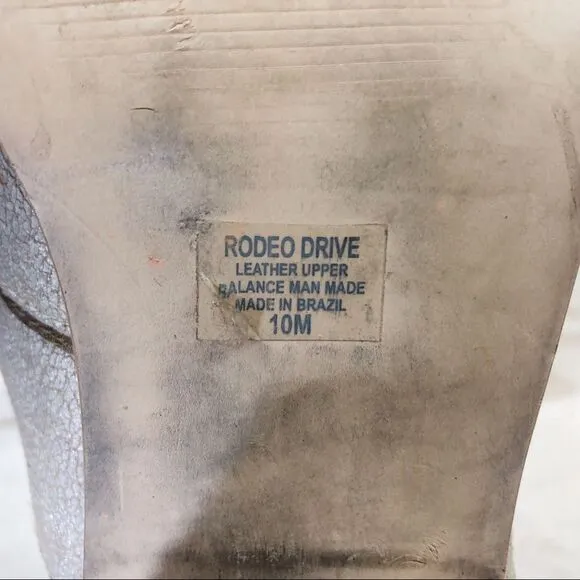 RODEO DRIVE
LEATHER UPPER
BALANCE MAN MADE
MADE IN BRAZIL
10M